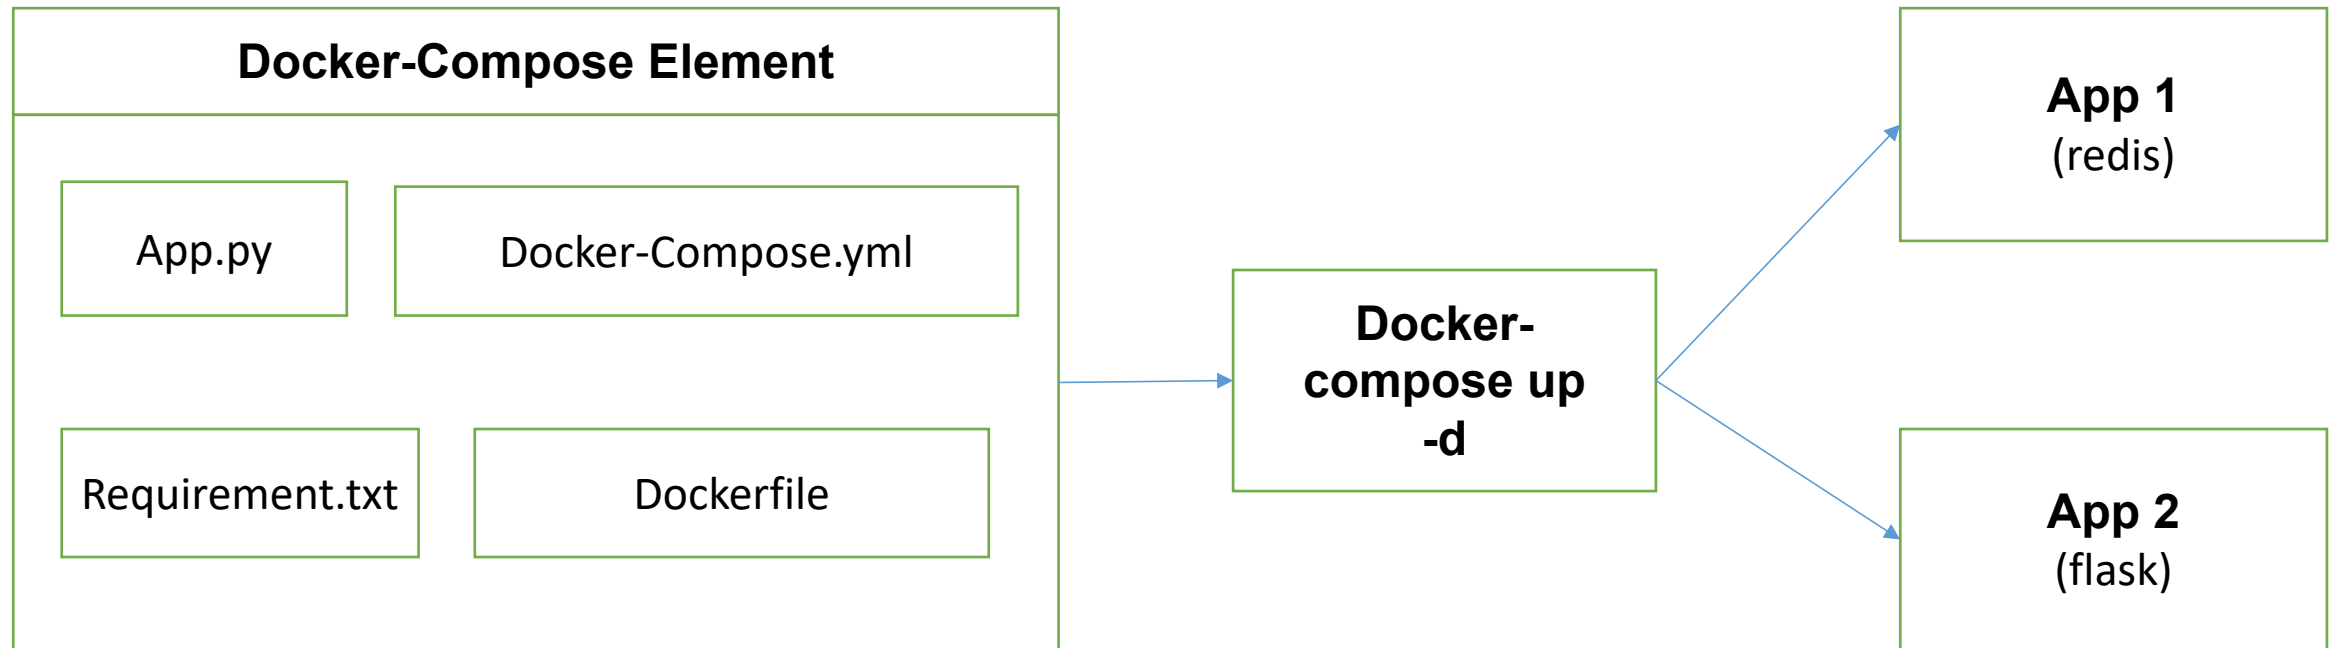 Docker-Compose Element
App.py
Docker-Compose.yml
Requirement.txt
Dockerfile
Docker-
compose up
-d
App 1
(redis)
App 2
(flask)